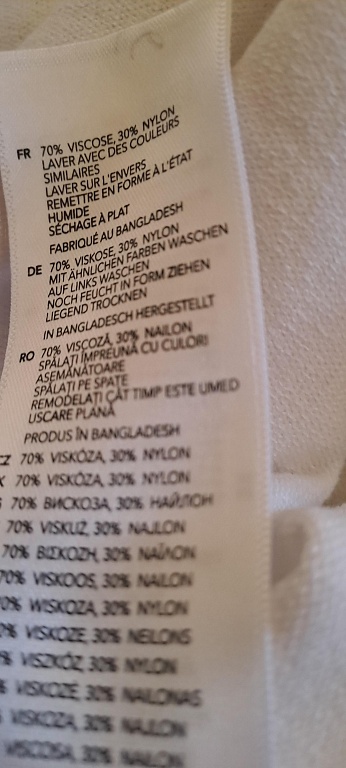 FR 70% VISCOSE, 30% NYLON
LAVER AVEC DES COULEURS
SIMILAIRES
LAVER SUR L'ENVERS
REMETTRE EN FORME À L'ÉTAT
HUMIDE
SÉCHAGE À PLAT
FABRIQUÉ AU BANGLADESH
DE 70% VISKOSE, 30% NYLON
MIT ÄHNLICHEN FARBEN WASCHEN
AUF LINKS WASCHEN
NOCH FEUCHT IN FORM ZIEHEN
LIEGEND TROCKNEN
IN BANGLADESCH HERGESTELLT
RO 70% VISCOZĂ, 30% NAILON
SPĂLAȚI ÎMPREUNĂ CU CULORI
ASEMĂNĂTOARE
SPĂLAȚI PE SPATE
REMODELAȚI CÂT TIMP ESTE UMED
USCARE PLANĂ
PRODUS ÎN BANGLADESH
CZ 70% VISKÓZA, 30% NYLON
70% VISKÓZA, 30% NYLON
70% ВИСКОЗА, 30% НАЙЛОН
70% VISKUZ, 30% NAJLON
70% ΒΙΣΚΟΖΗ, 30% ΝΑΪΛΟΝ
70% VISKOOS, 30% NAILON
WISKOZA, 30% NYLON
VISKOZE, 30% NEILONS
VISZKÓZ, 30% NYLON
VISKOZĖ, 30% NAILONAS
VISKOZA, 30% NAJLON
VISCOSA, 30% NAILON